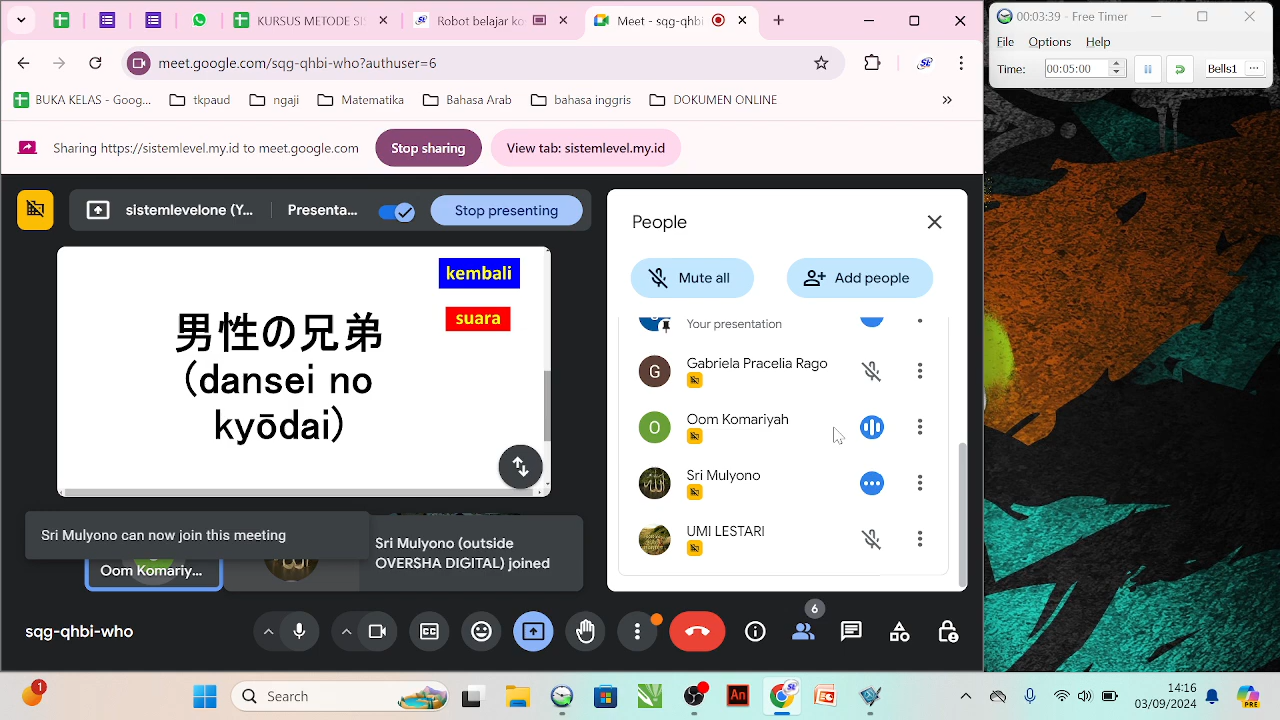 KURSUS METODE SI
Robot belajar ko
Meet - sqg-qhbi
meet.google.com/sqg-qhbi-who?authuser=6
BUKA KELAS - Goog...
tkpaud
Bahasa inggris
DOKUMEN ONLINE
Sharing https://sistemlevel.my.id to meet.google.com
Stop sharing
View tab: sistemlevel.my.id
sistemlevelone (Y...
Presenta...
Stop presenting
kembali
suara
男性の兄弟
(dansei no
kyōdai)
Sri Mulyono can now join this meeting
Oom Komariy...
Sri Mulyono (outside
OVERSHA DIGITAL) joined
People
Mute all
Add people
Your presentation
G
Gabriela Pracelia Rago
O
Oom Komariyah
Sri Mulyono
UMI LESTARI
sqg-qhbi-who
6
00:03:39 - Free Timer
File
Options
Help
Time:
00:05:00
Bells1
1
Search
An
PRE
14:16
03/09/2024